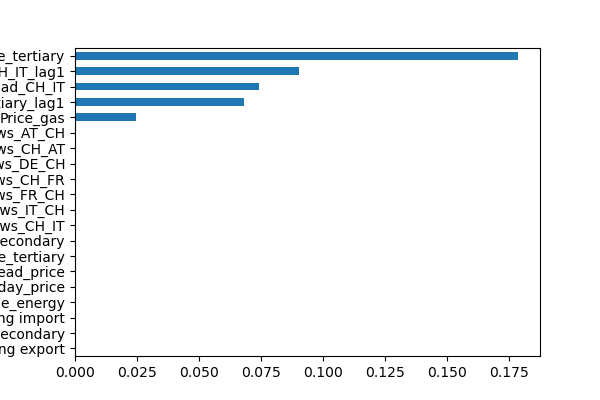 e_tertiary
H_IT_lag1
ad_CH_IT
iary_lag1
Price_gas
ws_AT_CH
ws_CH_AT
ws_DE_CH
ws_CH_FR
ws_FR_CH
ws_IT_CH
ws_CH_IT
econdary
e_tertiary
ead_price
day_price
e_energy
ng import
econdary
ng export
0.000 0.025 0.050 0.075 0.100 0.125 0.150 0.175